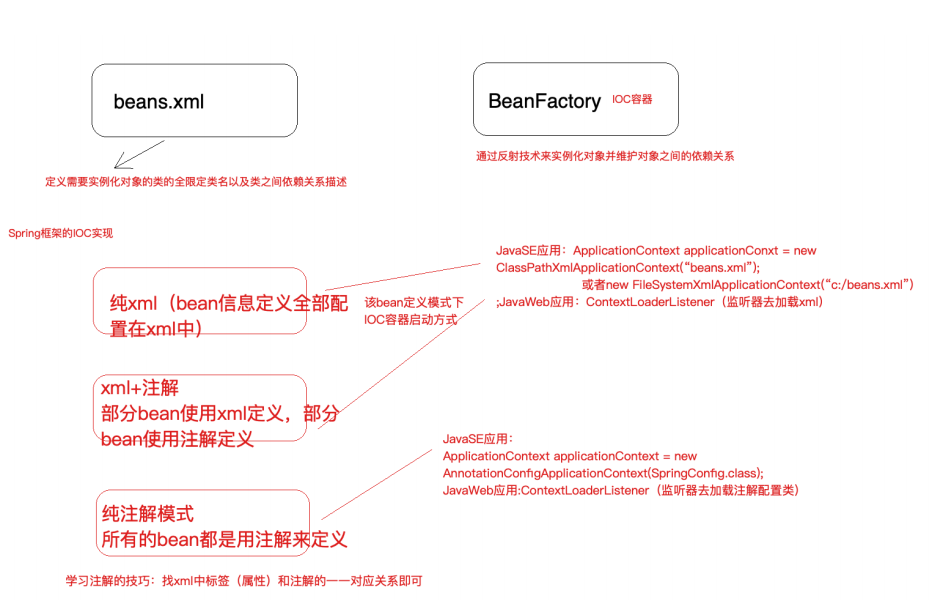 beans.xml
BeanFactory IOC容器
通过反射技术来实例化对象并维护对象之间的依赖关系
定义需要实例化对象的类的全限定类名以及类之间依赖关系描述
Spring框架的IOC实现
纯xml（bean信息定义全部配
置在xml中）
该bean定义模式下
IOC容器启动方式
JavaSE应用：ApplicationContext applicationConxt = new
ClassPathXmlApplicationContext(“beans.xml”);
或者new FileSystemXmlApplicationContext(“c:/beans.xml”)
;JavaWeb应用：ContextLoaderListener（监听器去加载xml）
xml+注解
部分bean使用xml定义，部分
bean使用注解定义
JavaSE应用：
ApplicationContext applicationContext = new
AnnotationConfigApplicationContext(SpringConfig.class);
JavaWeb应用:ContextLoaderListener（监听器去加载注解配置类）
纯注解模式
所有的bean都是用注解来定义
学习注解的技巧：找xml中标签（属性）和注解的一一对应关系即可